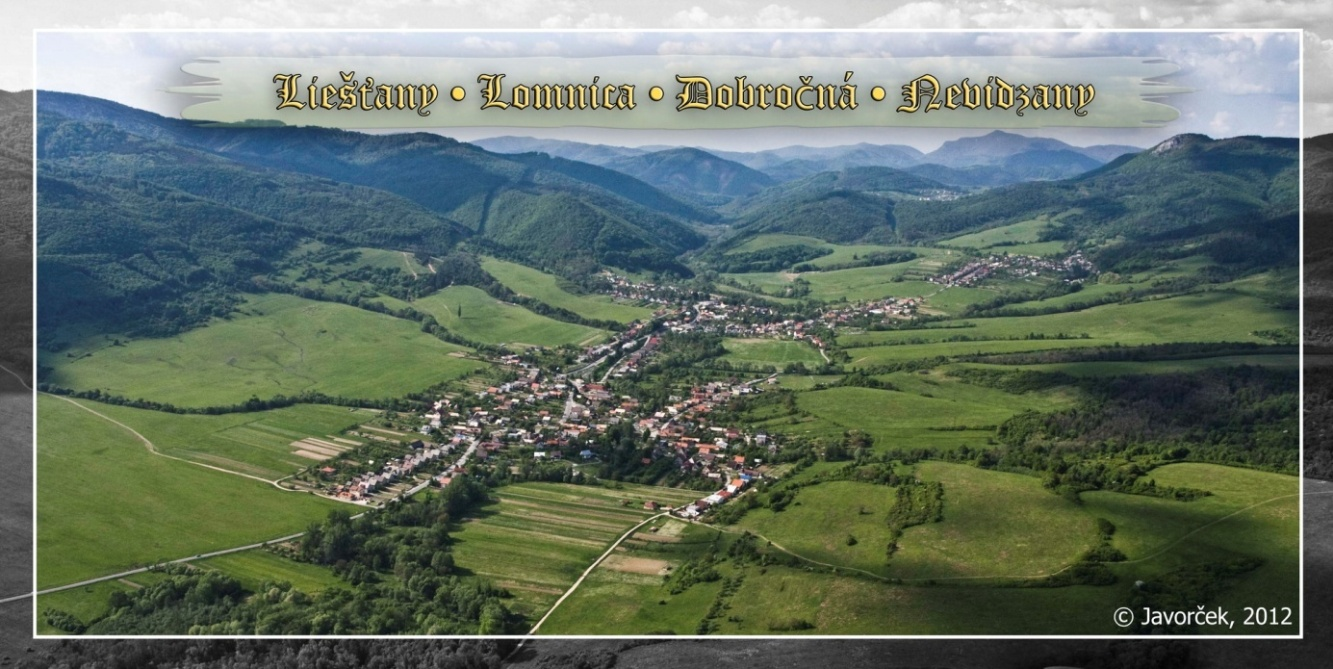 Liešťany • Lomnica • Dobročná • Nevidzany
© Javorček, 2012